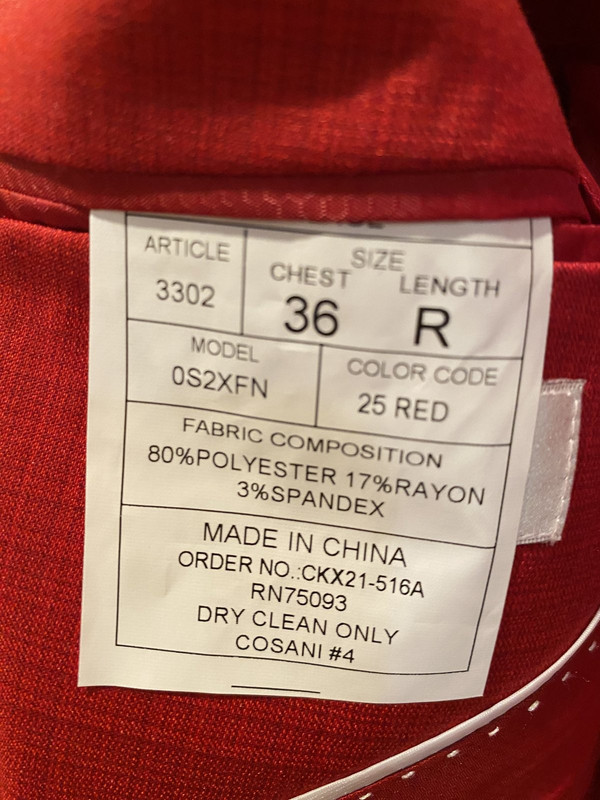 ARTICLE
3302
SIZE
CHEST LENGTH
36 R
MODEL
0S2XFN
COLOR CODE
25 RED
FABRIC COMPOSITION
80%POLYESTER 17%RAYON
3%SPANDEX
MADE IN CHINA
ORDER NO.:CKX21-516A
RN75093
DRY CLEAN ONLY
COSANI #4